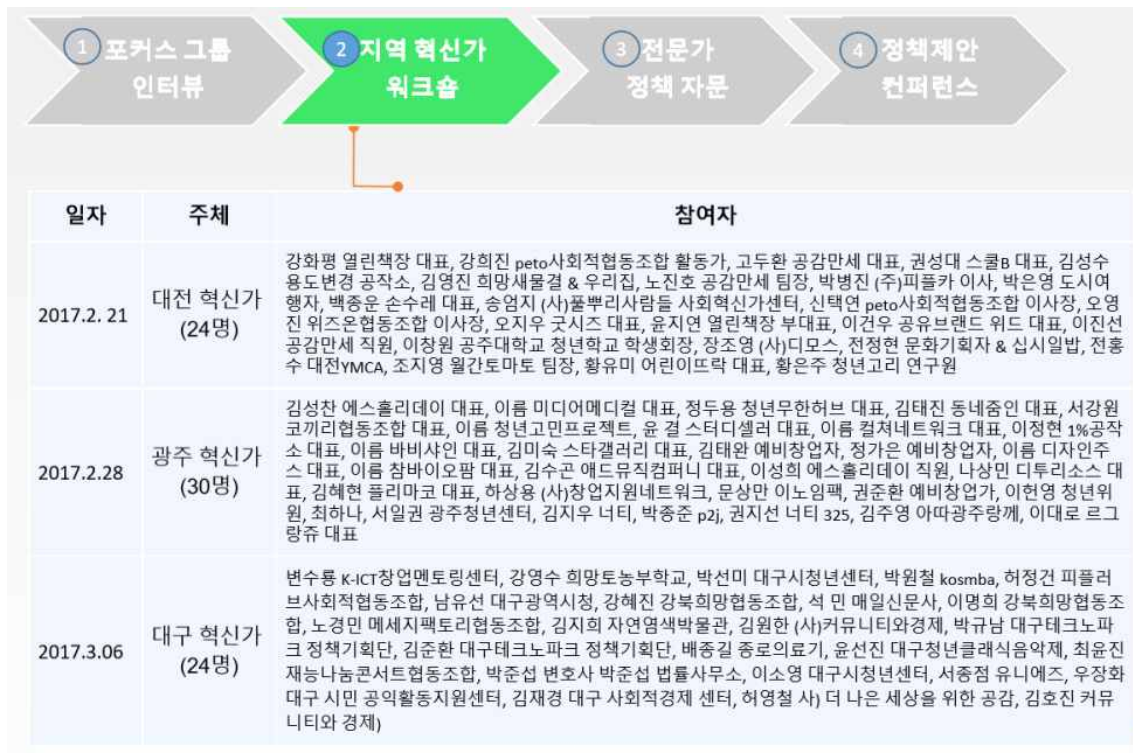 1 포커스 그룹
인터뷰
2 지역 혁신가
워크숍
3 전문가
정책 자문
4 정책제안
컨퍼런스
일자 주체 참여자
2017.2. 21
대전 혁신가
(24명)
강화평 열린책장 대표, 강희진 peto사회적협동조합 활동가, 고두환 공감만세 대표, 권성대 스쿨B 대표, 김성수
용도변경 공작소, 김영진 희망새물결 & 우리집, 노진호 공감만세 팀장, 박병진 (주)피플카 이사, 박은영 도시여
행자, 백종운 손수레 대표, 송엄지 (사)풀뿌리사람들 사회혁신가센터, 신택연 peto사회적협동조합 이사장, 오영
진 위즈온협동조합 이사장, 오지우 굿시즈 대표, 윤지연 열린책장 부대표, 이건우 공유브랜드 위드 대표, 이진선
공감만세 직원, 이창원 공주대학교 청년학교 학생회장, 장조영 (사)디모스, 전정현 문화기획자 & 십시일밥, 전홍
수 대전YMCA, 조지영 월간토마토 팀장, 황유미 어린이뜨락 대표, 황은주 청년고리 연구원
2017.2.28
광주 혁신가
(30명)
김성찬 에스홀리데이 대표, 이름 미디어메디컬 대표, 정두용 청년무한허브 대표, 김태진 동네줌인 대표, 서강원
코끼리협동조합 대표, 이름 청년고민프로젝트, 윤 결 스터디셀러 대표, 이름 컬쳐네트워크 대표, 이정현 1%공작
소 대표, 이름 바비샤인 대표, 김미숙 스타갤러리 대표, 김태완 예비창업자, 정가은 예비창업자, 이름 디자인주
스 대표, 이름 참바이오팜 대표, 김수곤 애드뮤직컴퍼니 대표, 이성희 에스홀리데이 직원, 나상민 디투리소스 대
표, 김혜현 플리마코 대표, 하상용 (사)창업지원네트워크, 문상만 이노임팩, 권준환 예비창업가, 이헌영 청년위
원, 최하나, 서일권 광주청년센터, 김지우 너티, 박종준 p2j, 권지선 너티 325, 김주영 아따광주랑께, 이대로 르그
랑쥬 대표
2017.3.06
대구 혁신가
(24명)
변수룡 K-ICT창업멘토링센터, 강영수 희망토농부학교, 박선미 대구시청년센터, 박원철 kosmba, 허정건 피플러
브사회적협동조합, 남유선 대구광역시청, 강혜진 강북희망협동조합, 석 민 매일신문사, 이명희 강북희망협동조
합, 노경민 메세지팩토리협동조합, 김지희 자연염색박물관, 김원한 (사)커뮤니티와경제, 박규남 대구테크노파
크 정책기획단, 김준환 대구테크노파크 정책기획단, 배종길 종로의료기, 윤선진 대구청년클래식음악제, 최윤진
재능나눔콘서트협동조합, 박준섭 변호사 박준섭 법률사무소, 이소영 대구시청년센터, 서종점 유니에즈, 우장화
대구 시민 공익활동지원센터, 김재경 대구 사회적경제 센터, 허영철 사) 더 나은 세상을 위한 공감, 김호진 커뮤
니티와 경제)